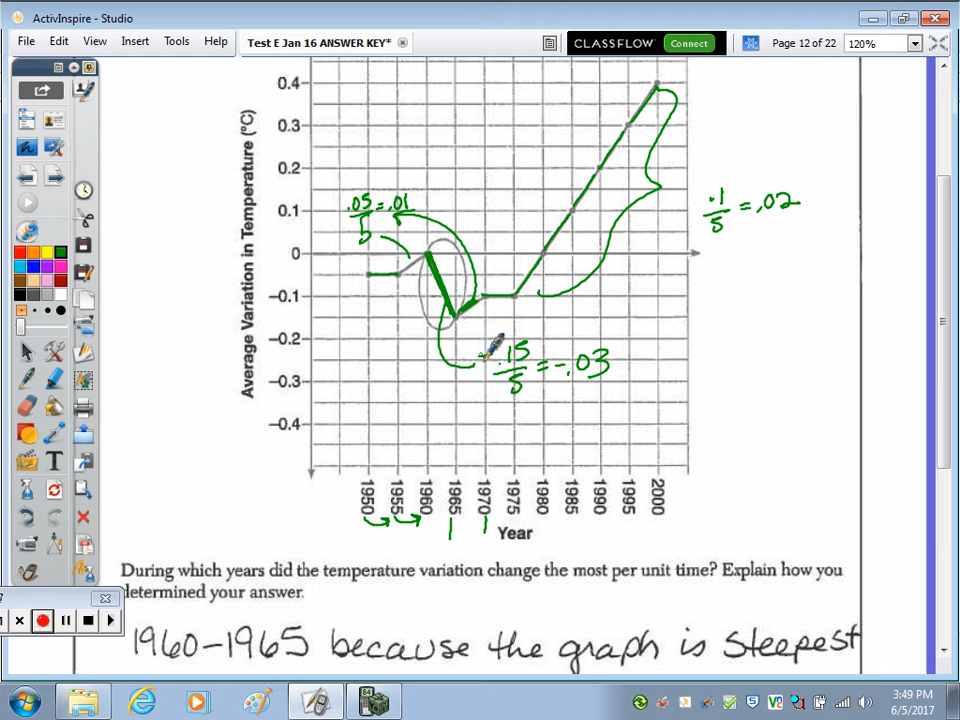 ActivInspire - Studio
File Edit View Insert Tools Help
Test E Jan 16 ANSWER KEY*
CLASSFLOW Connect
Page 12 of 22
120%
Average Variation in Temperature (°C)
0.4
0.3
0.2
0.1
0
−0.1
−0.2
−0.3
−0.4
.05/5 = .01
.1/5 = .02
-.15/5 = -.03
1950 1955 1960 1965 1970 1975 1980 1985 1990 1995 2000
Year
During which years did the temperature variation change the most per unit time? Explain how you
determined your answer.
1960-1965 because the graph is steepest
3:49 PM
6/5/2017